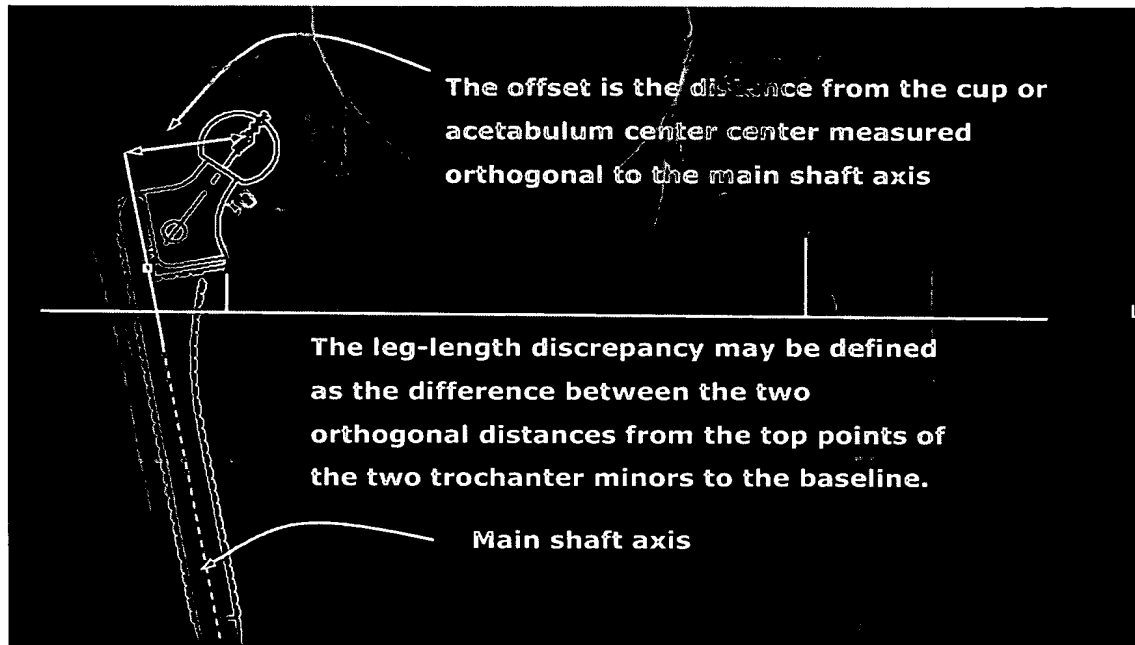 The offset is the distance from the cup or
acetabulum center center measured
orthogonal to the main shaft axis
The leg-length discrepancy may be defined
as the difference between the two
orthogonal distances from the top points of
the two trochanter minors to the baseline.
Main shaft axis